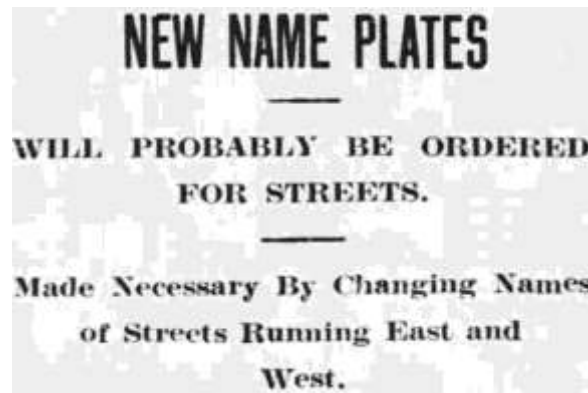 NEW NAME PLATES
WILL PROBABLY BE ORDERED
FOR STREETS.
Made Necessary By Changing Names
of Streets Running East and
West.